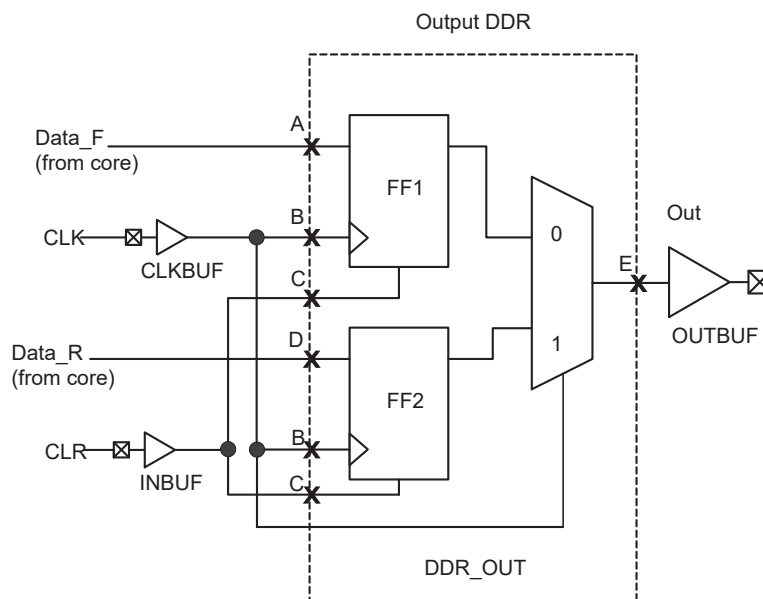 Output DDR
Data_F
(from core)
A
FF1
B
CLK
CLKBUF
C
0
Out
E
OUTBUF
Data_R
(from core)
D
1
FF2
CLR
INBUF
B
C
DDR_OUT